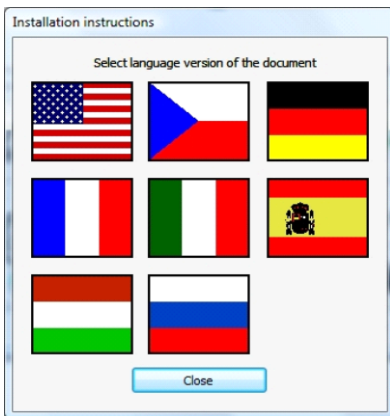 Installation instructions
Select language version of the document
Close